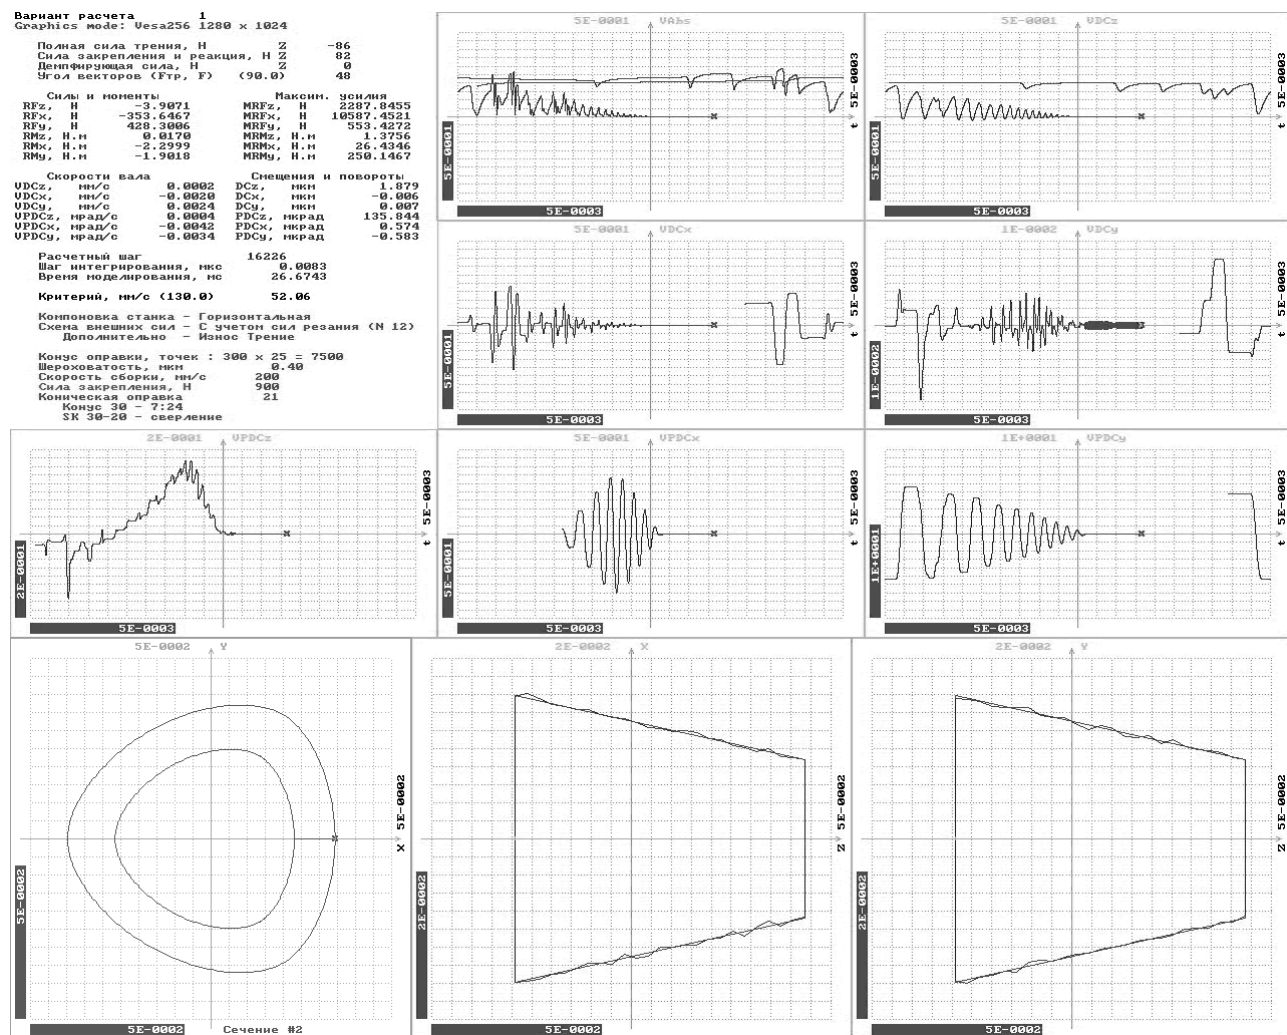 Вариант расчета 1
Graphics mode: Vesa256 1280 x 1024
Полная сила трения, Н Z -86
Сила закрепления и реакция, Н Z 82
Демпфирующая сила, Н Z 0
Угол векторов (Fтр, F) (90.0) 48
Силы и моменты Максим. усилия
RFz, Н -3.9071 MRFz, Н 2287.8455
RFx, Н -353.6467 MRFx, Н 10587.4521
RFy, Н 428.3006 MRFy, Н 553.4272
RMz, Н.м 0.0170 MRMz, Н.м 1.3756
RMx, Н.м -2.2999 MRMx, Н.м 26.4346
RMy, Н.м -1.9018 MRMy, Н.м 250.1467
Скорости вала Смещения и повороты
VDCz, мм/с 0.0002 DCz, мкм 1.879
VDCx, мм/с -0.0020 DCx, мкм -0.006
VDCy, мм/с 0.0024 DCy, мкм 0.007
VPDCz, мрад/с 0.0004 PDCz, мкрад 135.844
VPDCx, мрад/с -0.0042 PDCx, мкрад 0.574
VPDCy, мрад/с -0.0034 PDCy, мкрад -0.583
Расчетный шаг 16226
Шаг интегрирования, мкс 0.0083
Время моделирования, мс 26.6743
Критерий, мм/с (130.0) 52.06
Компоновка станка - Горизонтальная
Схема внешних сил - С учетом сил резания (N 12)
Дополнительно - Износ Трение
Конус оправки, точек : 300 x 25 = 7500
Шероховатость, мкм 0.40
Скорость сборки, мм/с 200
Сила закрепления, Н 900
Коническая оправка 21
Конус 30 - 7:24
SK 30-20 - сверление
5E-0001 VAbs
t 5E-0003
5E-0001
5E-0003
5E-0001 VDCz
t 5E-0003
5E-0001
5E-0003
5E-0001 VDCx
t 5E-0003
5E-0001
5E-0003
1E-0002 VDCy
t 5E-0003
1E-0002
5E-0003
2E-0001 VPDCz
t 5E-0003
2E-0001
5E-0003
5E-0001 VPDCx
t 5E-0003
5E-0001
5E-0003
1E+0001 VPDCy
t 5E-0003
1E+0001
5E-0003
5E-0002 Y
X 5E-0002
5E-0002
5E-0002 Сечение #2
2E-0002 X
Z 5E-0002
2E-0002
5E-0002
2E-0002 Y
Z 5E-0002
2E-0002
5E-0002